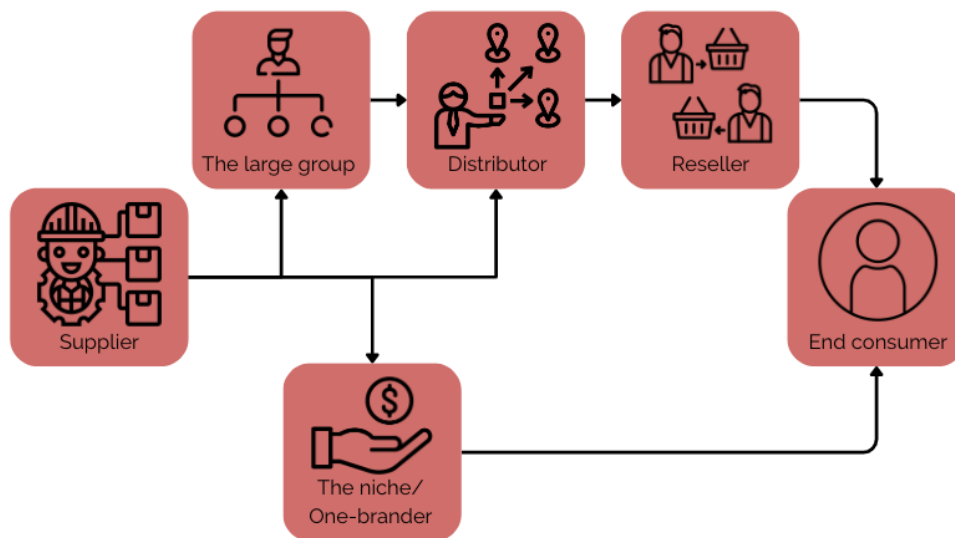 The large group
Distributor
Reseller
Supplier
End consumer
$
The niche/
One-brander